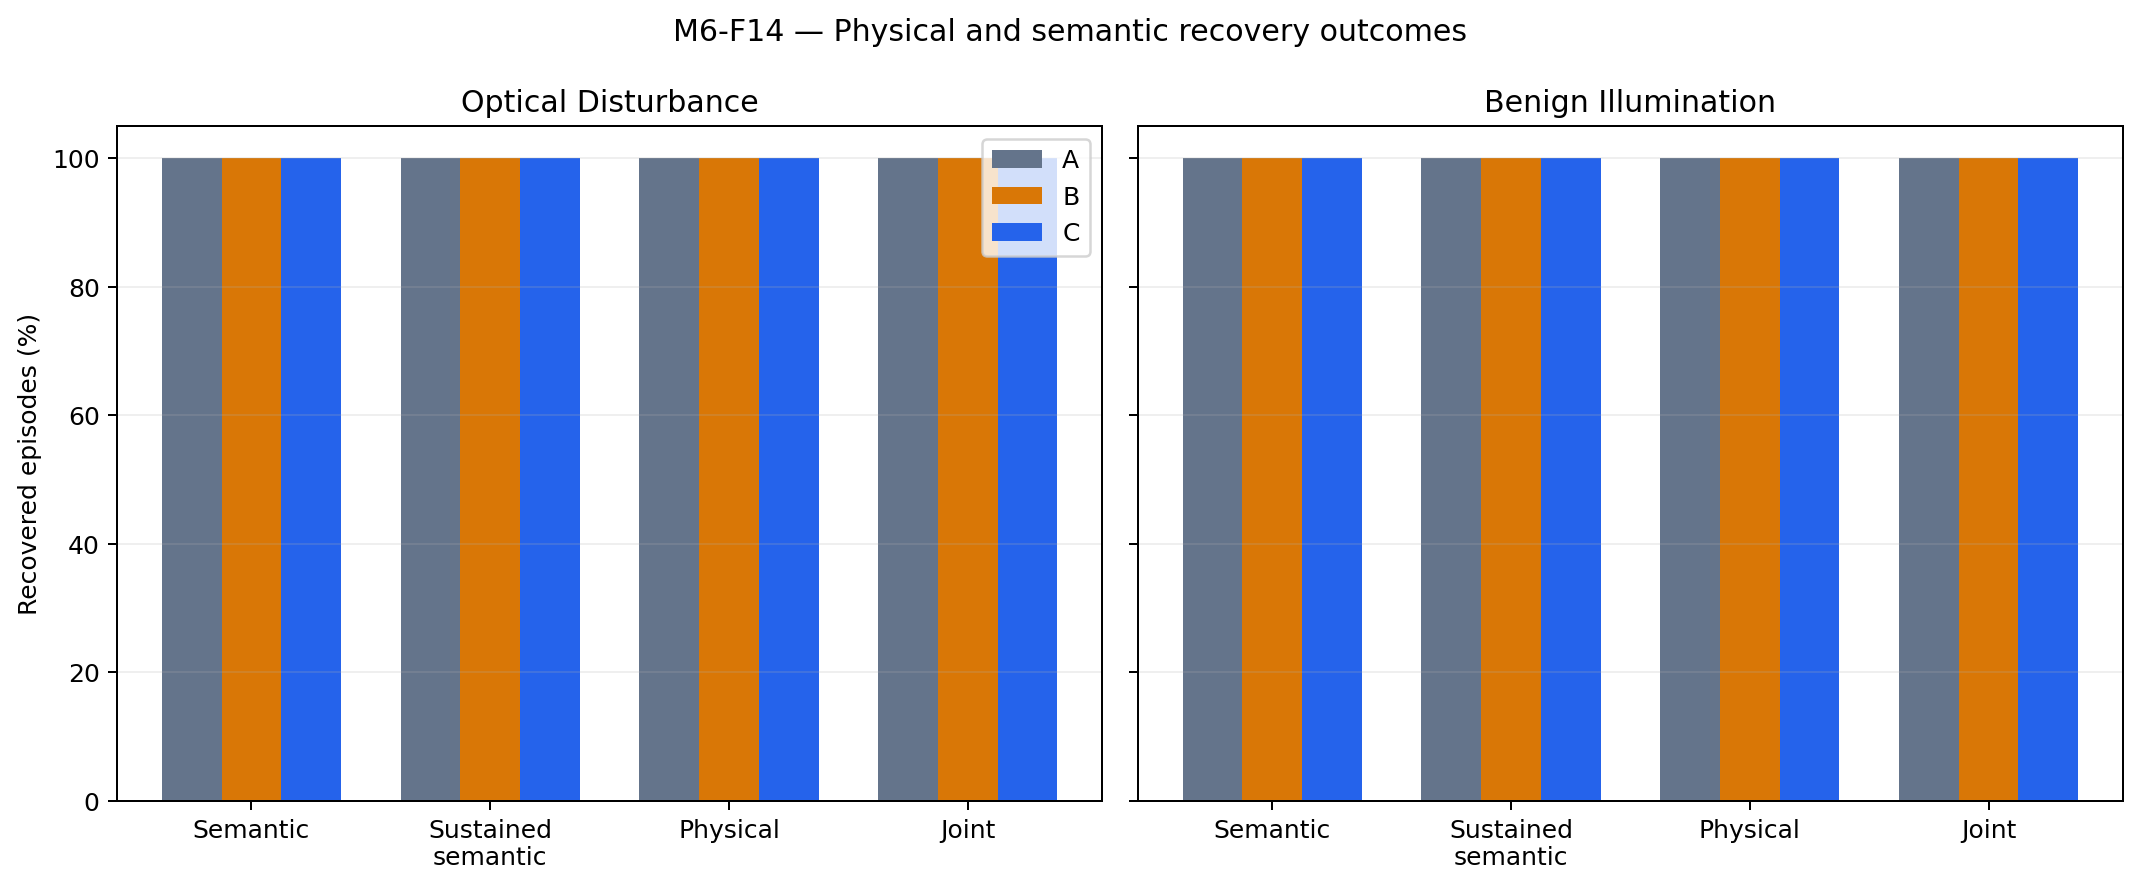 M6-F14 — Physical and semantic recovery outcomes
Optical Disturbance
Benign Illumination
A
B
C
Recovered episodes (%)
100
80
60
40
20
0
Semantic
Sustained
semantic
Physical
Joint
Semantic
Sustained
semantic
Physical
Joint